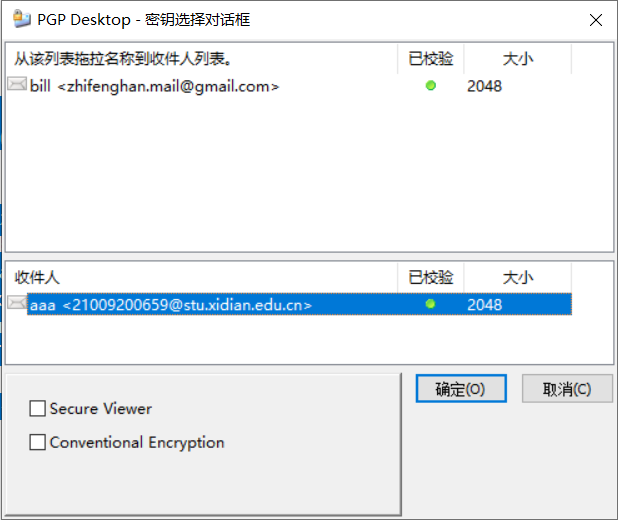 PGP Desktop - 密钥选择对话框
从该列表拖拉名称到收件人列表。 已校验 大小
bill <zhifenghan.mail@gmail.com> 2048
收件人 已校验 大小
aaa <21009200659@stu.xidian.edu.cn> 2048
确定(O) 取消(C)
Secure Viewer
Conventional Encryption